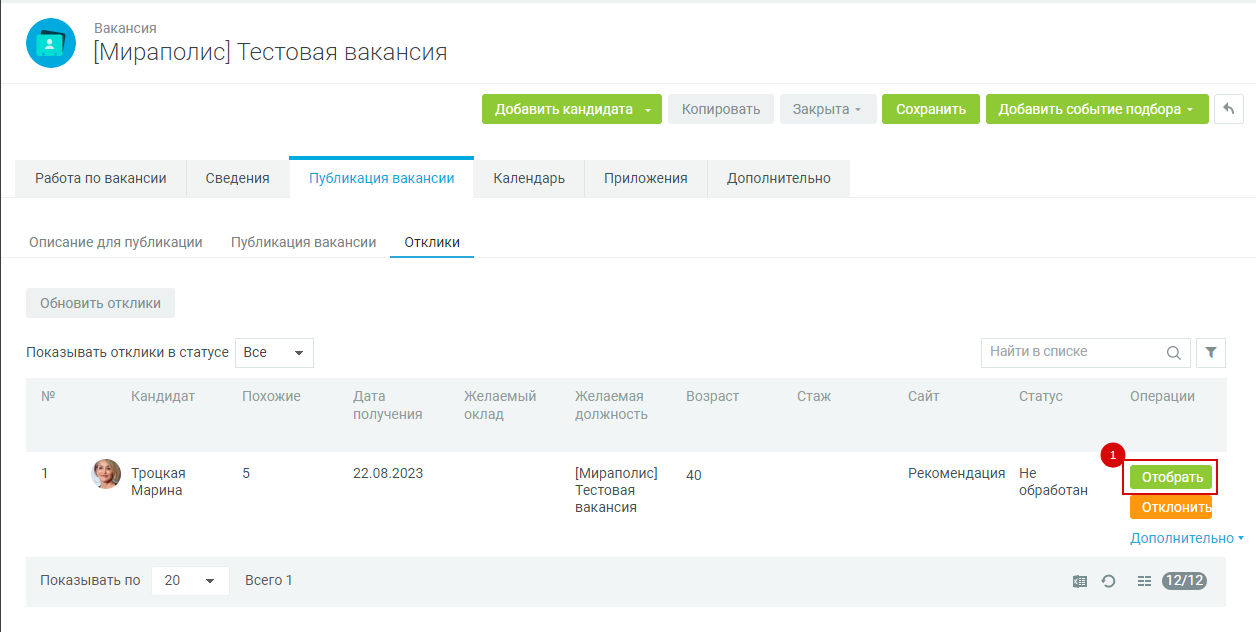 Вакансия
[Мираполис] Тестовая вакансия
Добавить кандидата
Копировать
Закрыта
Сохранить
Добавить событие подбора
Работа по вакансии
Сведения
Публикация вакансии
Календарь
Приложения
Дополнительно
Описание для публикации
Публикация вакансии
Отклики
Обновить отклики
Показывать отклики в статусе
Все
Найти в списке
№
Кандидат
Похожие
Дата
получения
Желаемый
оклад
Желаемая
должность
Возраст
Стаж
Сайт
Статус
Операции
1
1
Троцкая
Марина
5
22.08.2023
[Мираполис]
Тестовая
вакансия
40
Рекомендация
Не
обработан
Отобрать
Отклонить
Дополнительно
Показывать по
20
Всего 1
12/12